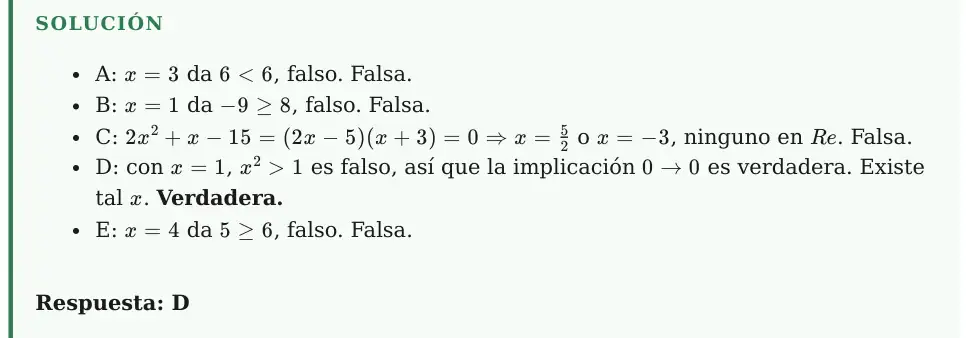 SOLUCIÓN
• A: x = 3 da 6 < 6, falso. Falsa.
• B: x = 1 da −9 ≥ 8, falso. Falsa.
• C: 2x² + x − 15 = (2x − 5)(x + 3) = 0 ⇒ x = 5/2 o x = −3, ninguno en Re. Falsa.
• D: con x = 1, x² > 1 es falso, así que la implicación 0 → 0 es verdadera. Existe
tal x. Verdadera.
• E: x = 4 da 5 ≥ 6, falso. Falsa.
Respuesta: D